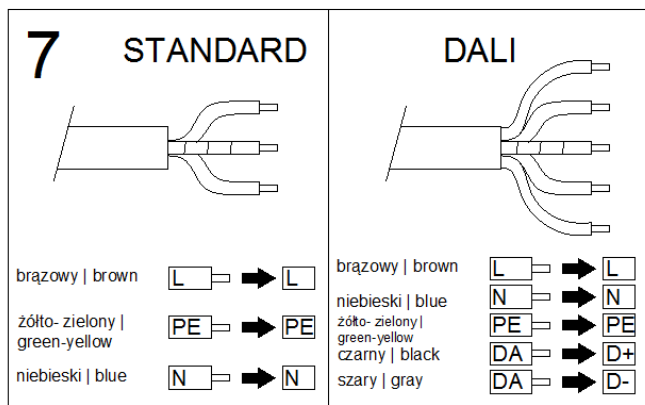 7 STANDARD
brązowy | brown L L
żółto- zielony |
green-yellow PE PE
niebieski | blue N N
DALI
brązowy | brown L L
niebieski | blue N N
żółto- zielony |
green-yellow PE PE
czarny | black DA D+
szary | gray DA D-